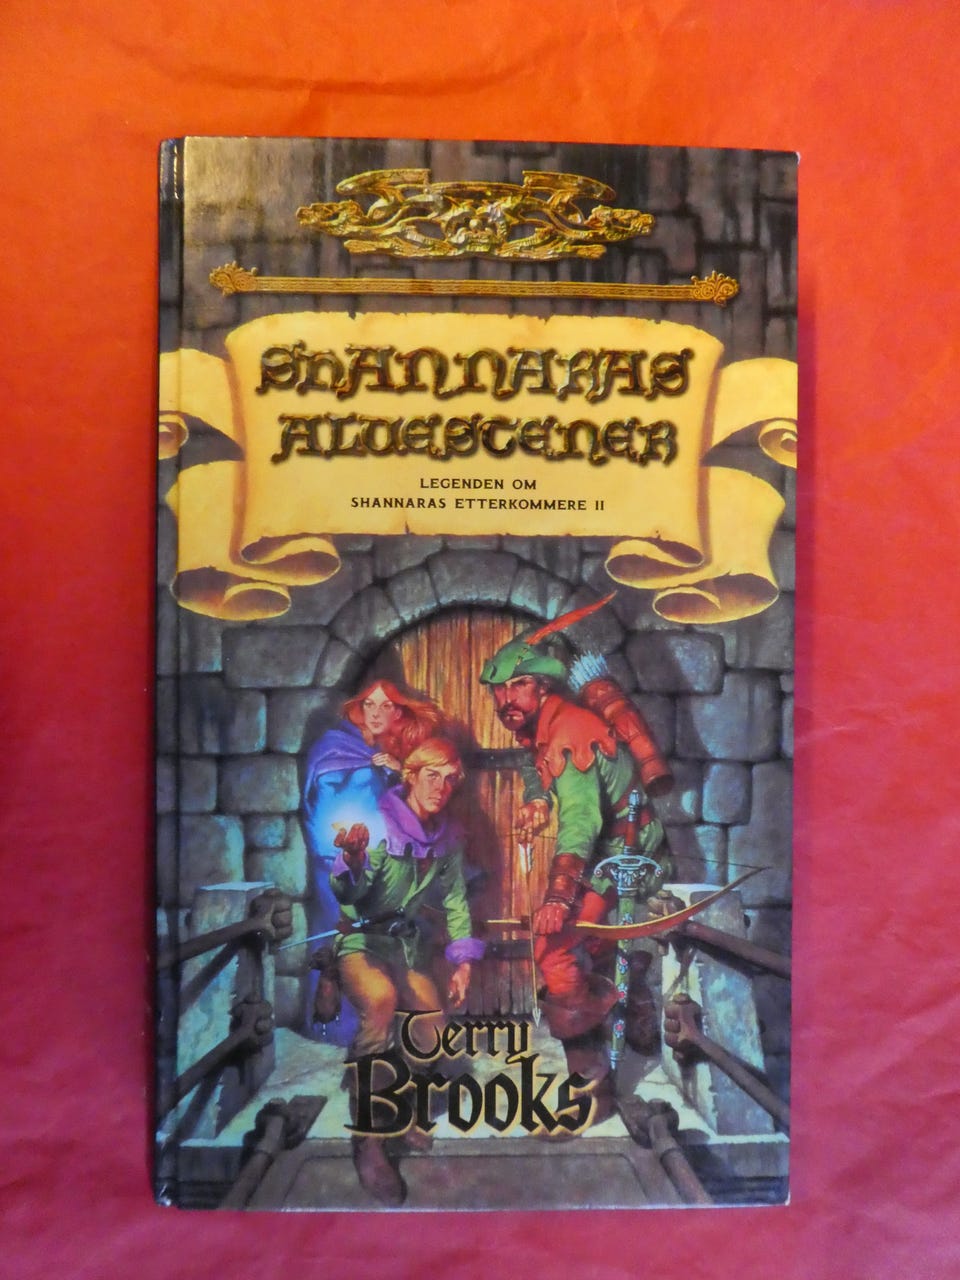 SHANNARAS
ALVESTENER
LEGENDEN OM
SHANNARAS ETTERKOMMERE II
Terry
Brooks